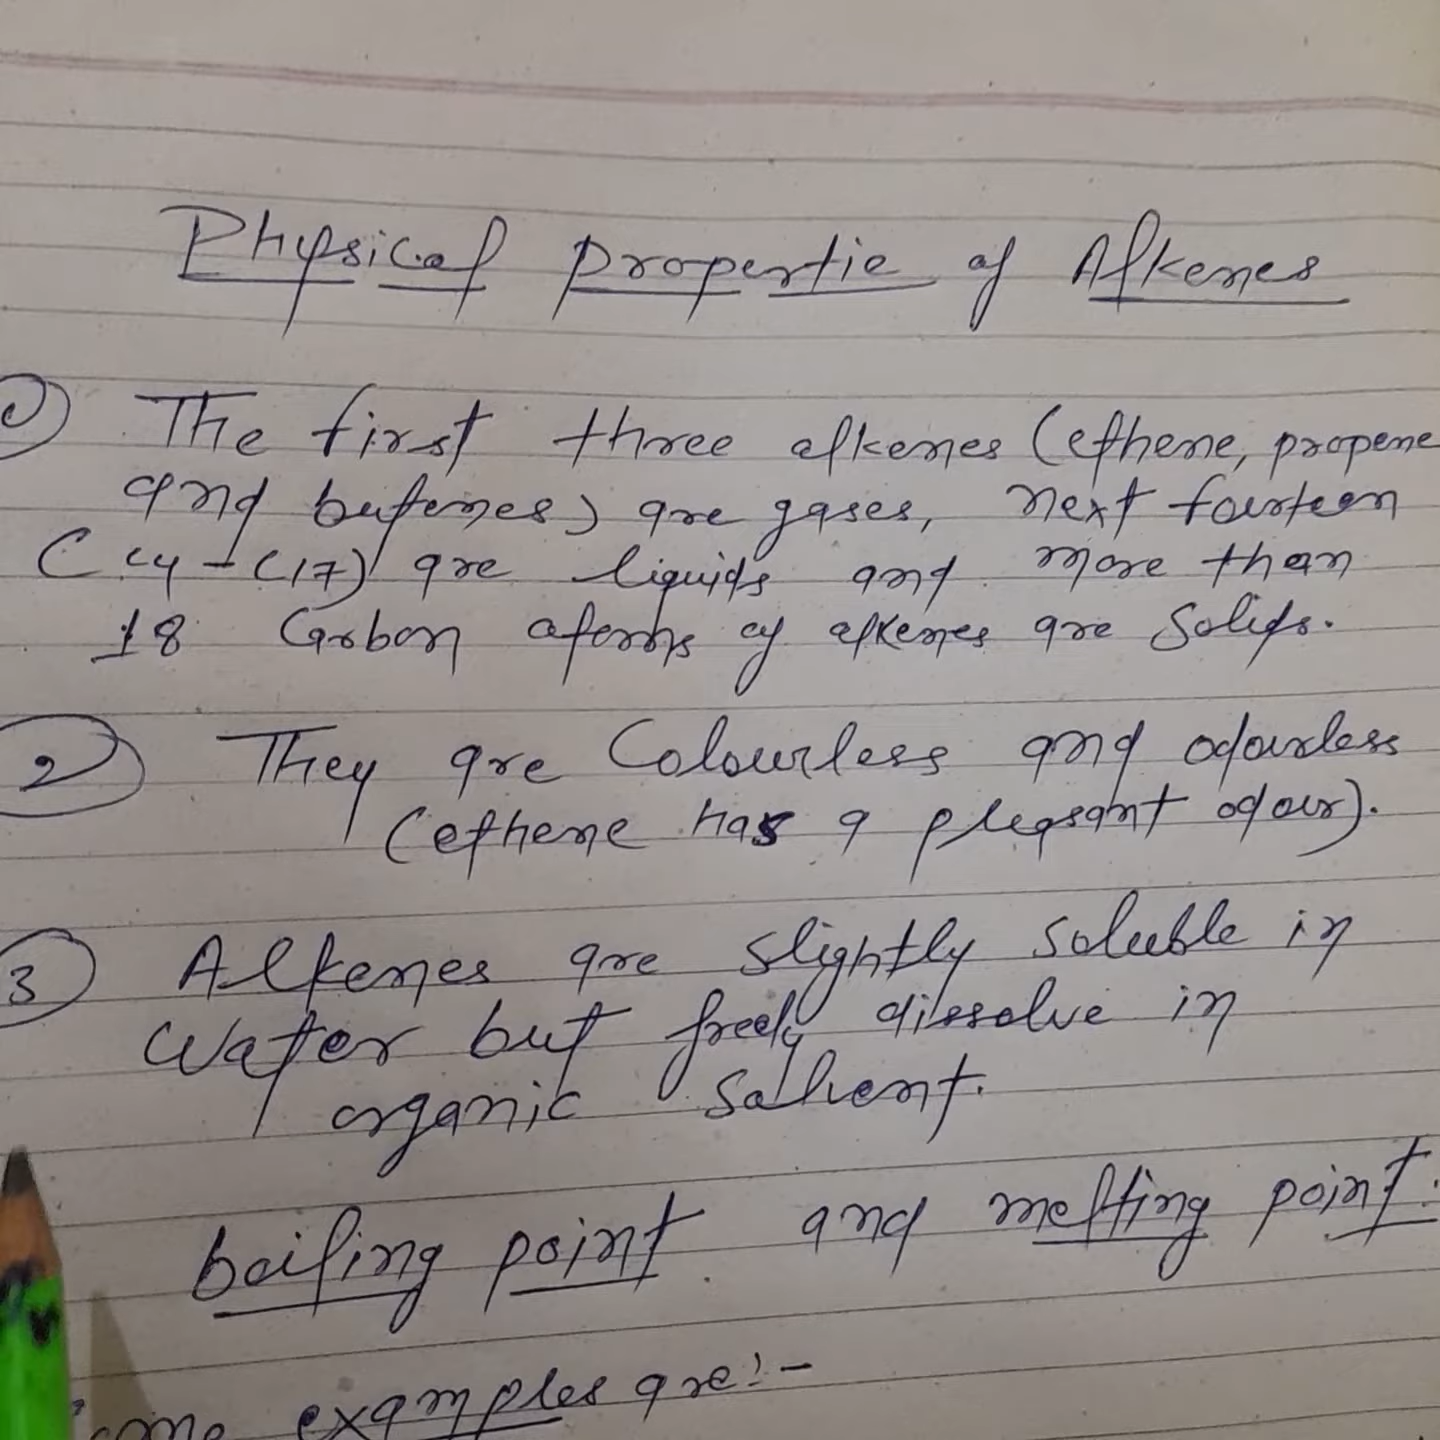 Physical propertie of Alkenes
1) The first three alkenes (ethene, propene
and butenes) are gases, next fourteen
(C4-C17) are liquids and more than
18 Carbon atoms of alkenes are Solids.
2 They are Colourless and odourless
(ethene has a pleasant odour).
3 Alkenes are slightly soluble in
Water but freely dissolve in
organic Solvent.
boiling point and melting point.
Some examples are:-